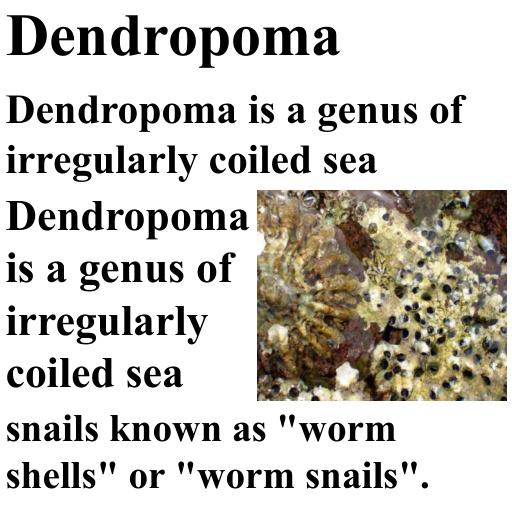 Dendropoma
Dendropoma is a genus of
irregularly coiled sea
Dendropoma
is a genus of
irregularly
coiled sea
snails known as "worm
shells" or "worm snails".